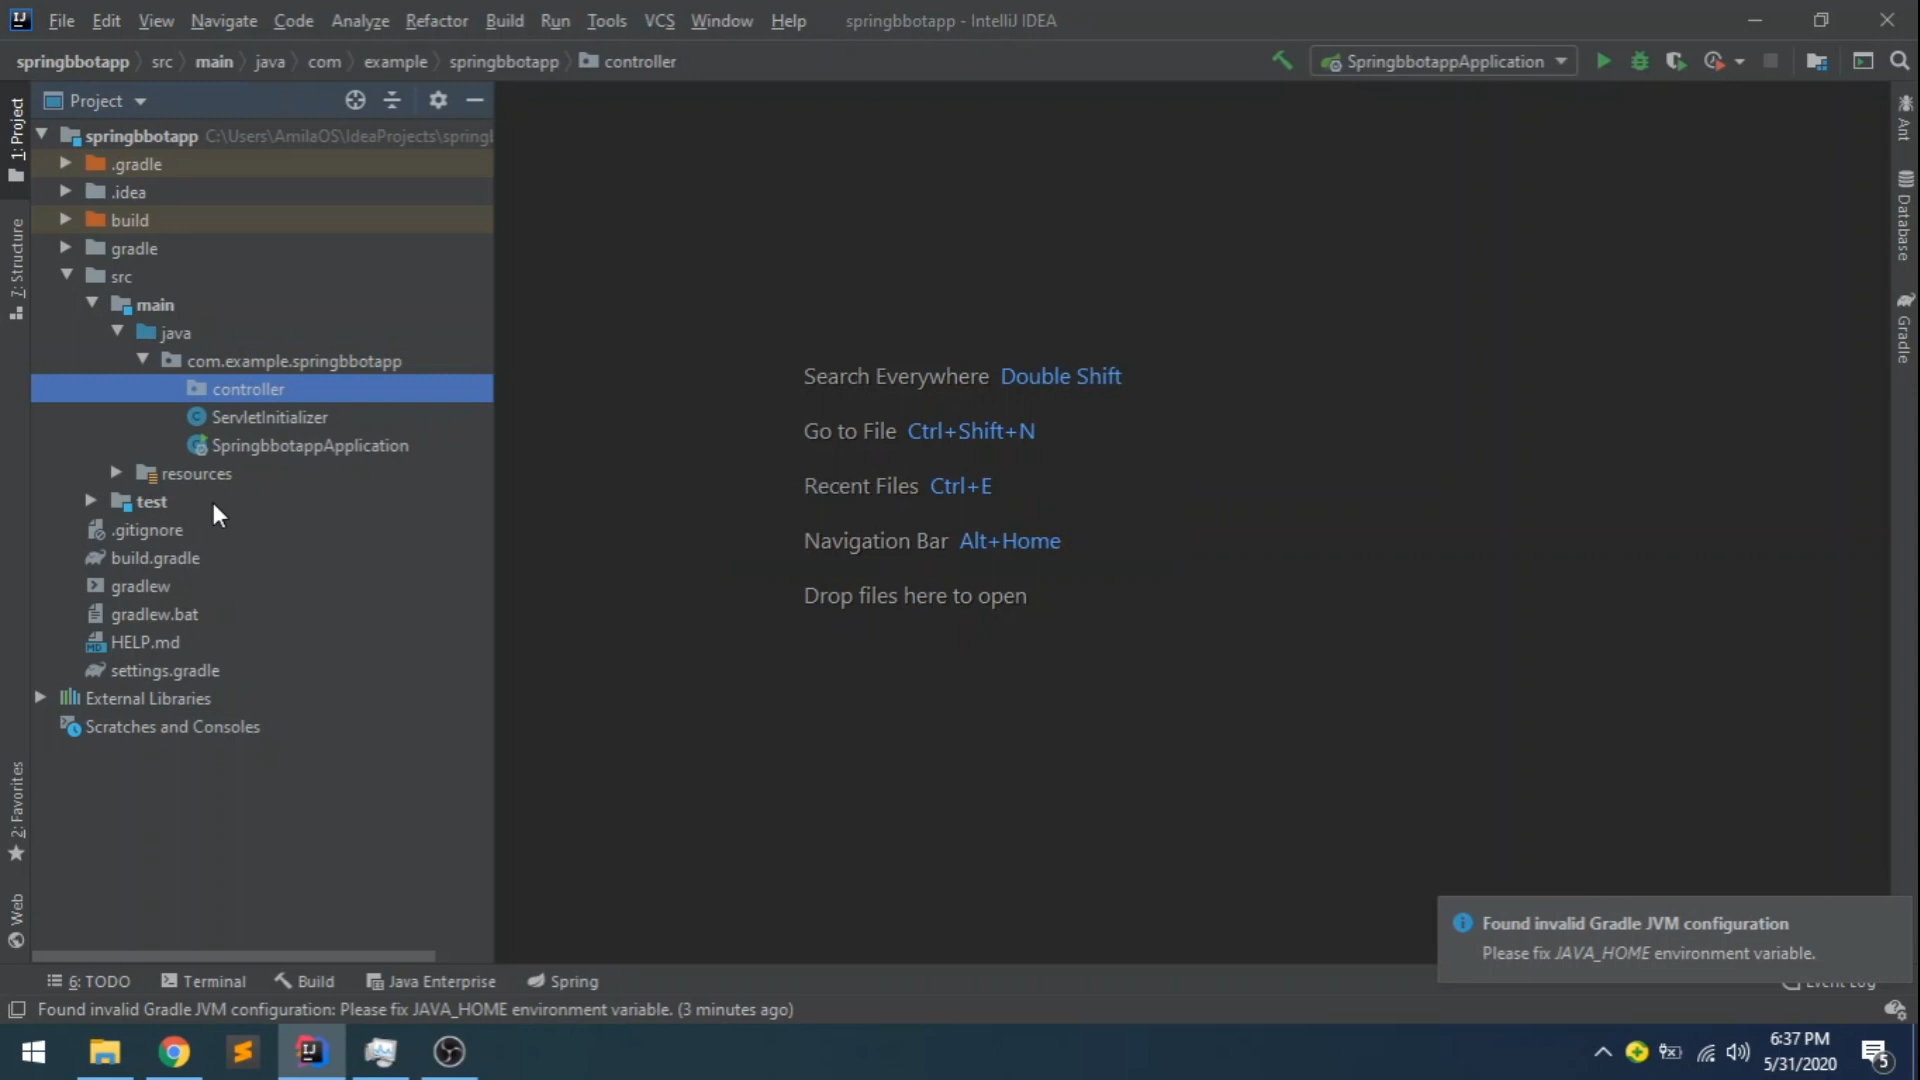 File Edit View Navigate Code Analyze Refactor Build Run Tools VCS Window Help springbbotapp - IntelliJ IDEA
springbbotapp src main java com example springbbotapp controller SpringbbotappApplication
Project
springbbotapp C:\Users\AmilaOS\IdeaProjects\spring
.gradle
.idea
build
gradle
src
main
java
com.example.springbbotapp
controller
ServletInitializer
SpringbbotappApplication
resources
test
.gitignore
build.gradle
gradlew
gradlew.bat
HELP.md
settings.gradle
External Libraries
Scratches and Consoles
1: Project
7: Structure
2: Favorites
Web
Search Everywhere Double Shift
Go to File Ctrl+Shift+N
Recent Files Ctrl+E
Navigation Bar Alt+Home
Drop files here to open
Ant
Database
Gradle
Found invalid Gradle JVM configuration
Please fix JAVA_HOME environment variable.
6: TODO Terminal Build Java Enterprise Spring Event Log
Found invalid Gradle JVM configuration: Please fix JAVA_HOME environment variable. (3 minutes ago)
6:37 PM
5/31/2020
5